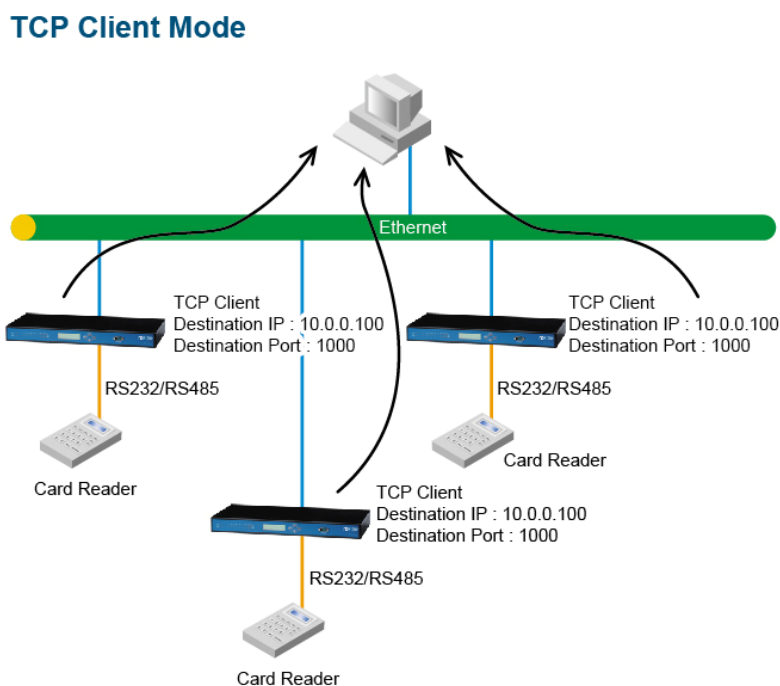 TCP Client Mode
Ethernet
TCP Client
Destination IP : 10.0.0.100
Destination Port : 1000
RS232/RS485
Card Reader
TCP Client
Destination IP : 10.0.0.100
Destination Port : 1000
RS232/RS485
Card Reader
TCP Client
Destination IP : 10.0.0.100
Destination Port : 1000
RS232/RS485
Card Reader